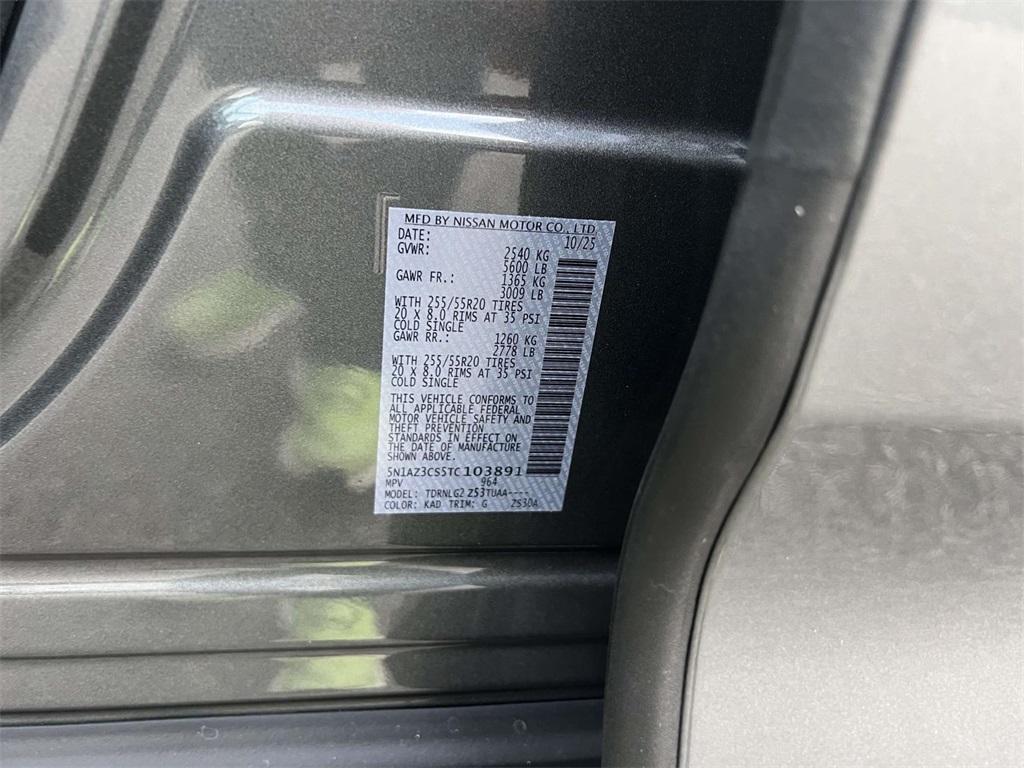 MFD BY NISSAN MOTOR CO., LTD.
DATE: 10/25
GVWR: 2540 KG
5600 LB
GAWR FR.: 1365 KG
3009 LB
WITH 255/55R20 TIRES
20 X 8.0 RIMS AT 35 PSI
COLD SINGLE
GAWR RR.: 1260 KG
2778 LB
WITH 255/55R20 TIRES
20 X 8.0 RIMS AT 35 PSI
COLD SINGLE
THIS VEHICLE CONFORMS TO
ALL APPLICABLE FEDERAL
MOTOR VEHICLE SAFETY AND
THEFT PREVENTION
STANDARDS IN EFFECT ON
THE DATE OF MANUFACTURE
SHOWN ABOVE.
5N1AZ3CS5TC103891
MPV 964
MODEL: TDRNLG2 Z53TUAA----
COLOR: KAD TRIM: G ZS30A